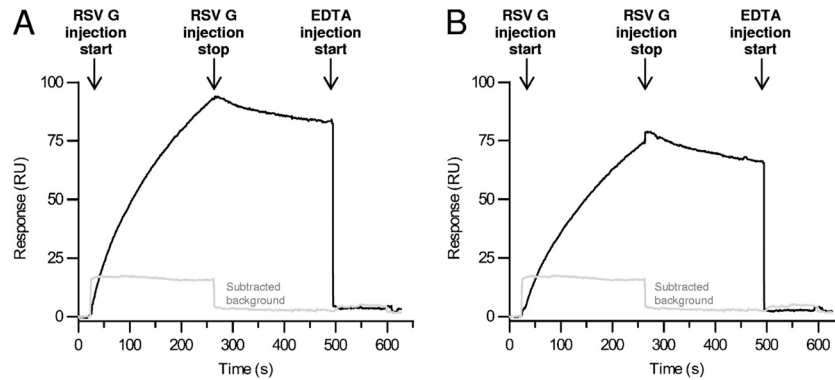 A
RSV G
injection
start
RSV G
injection
stop
EDTA
injection
start
100
75
50
25
0
Response (RU)
Subtracted
background
0 100 200 300 400 500 600
Time (s)
B
RSV G
injection
start
RSV G
injection
stop
EDTA
injection
start
100
75
50
25
0
Response (RU)
Subtracted
background
0 100 200 300 400 500 600
Time (s)